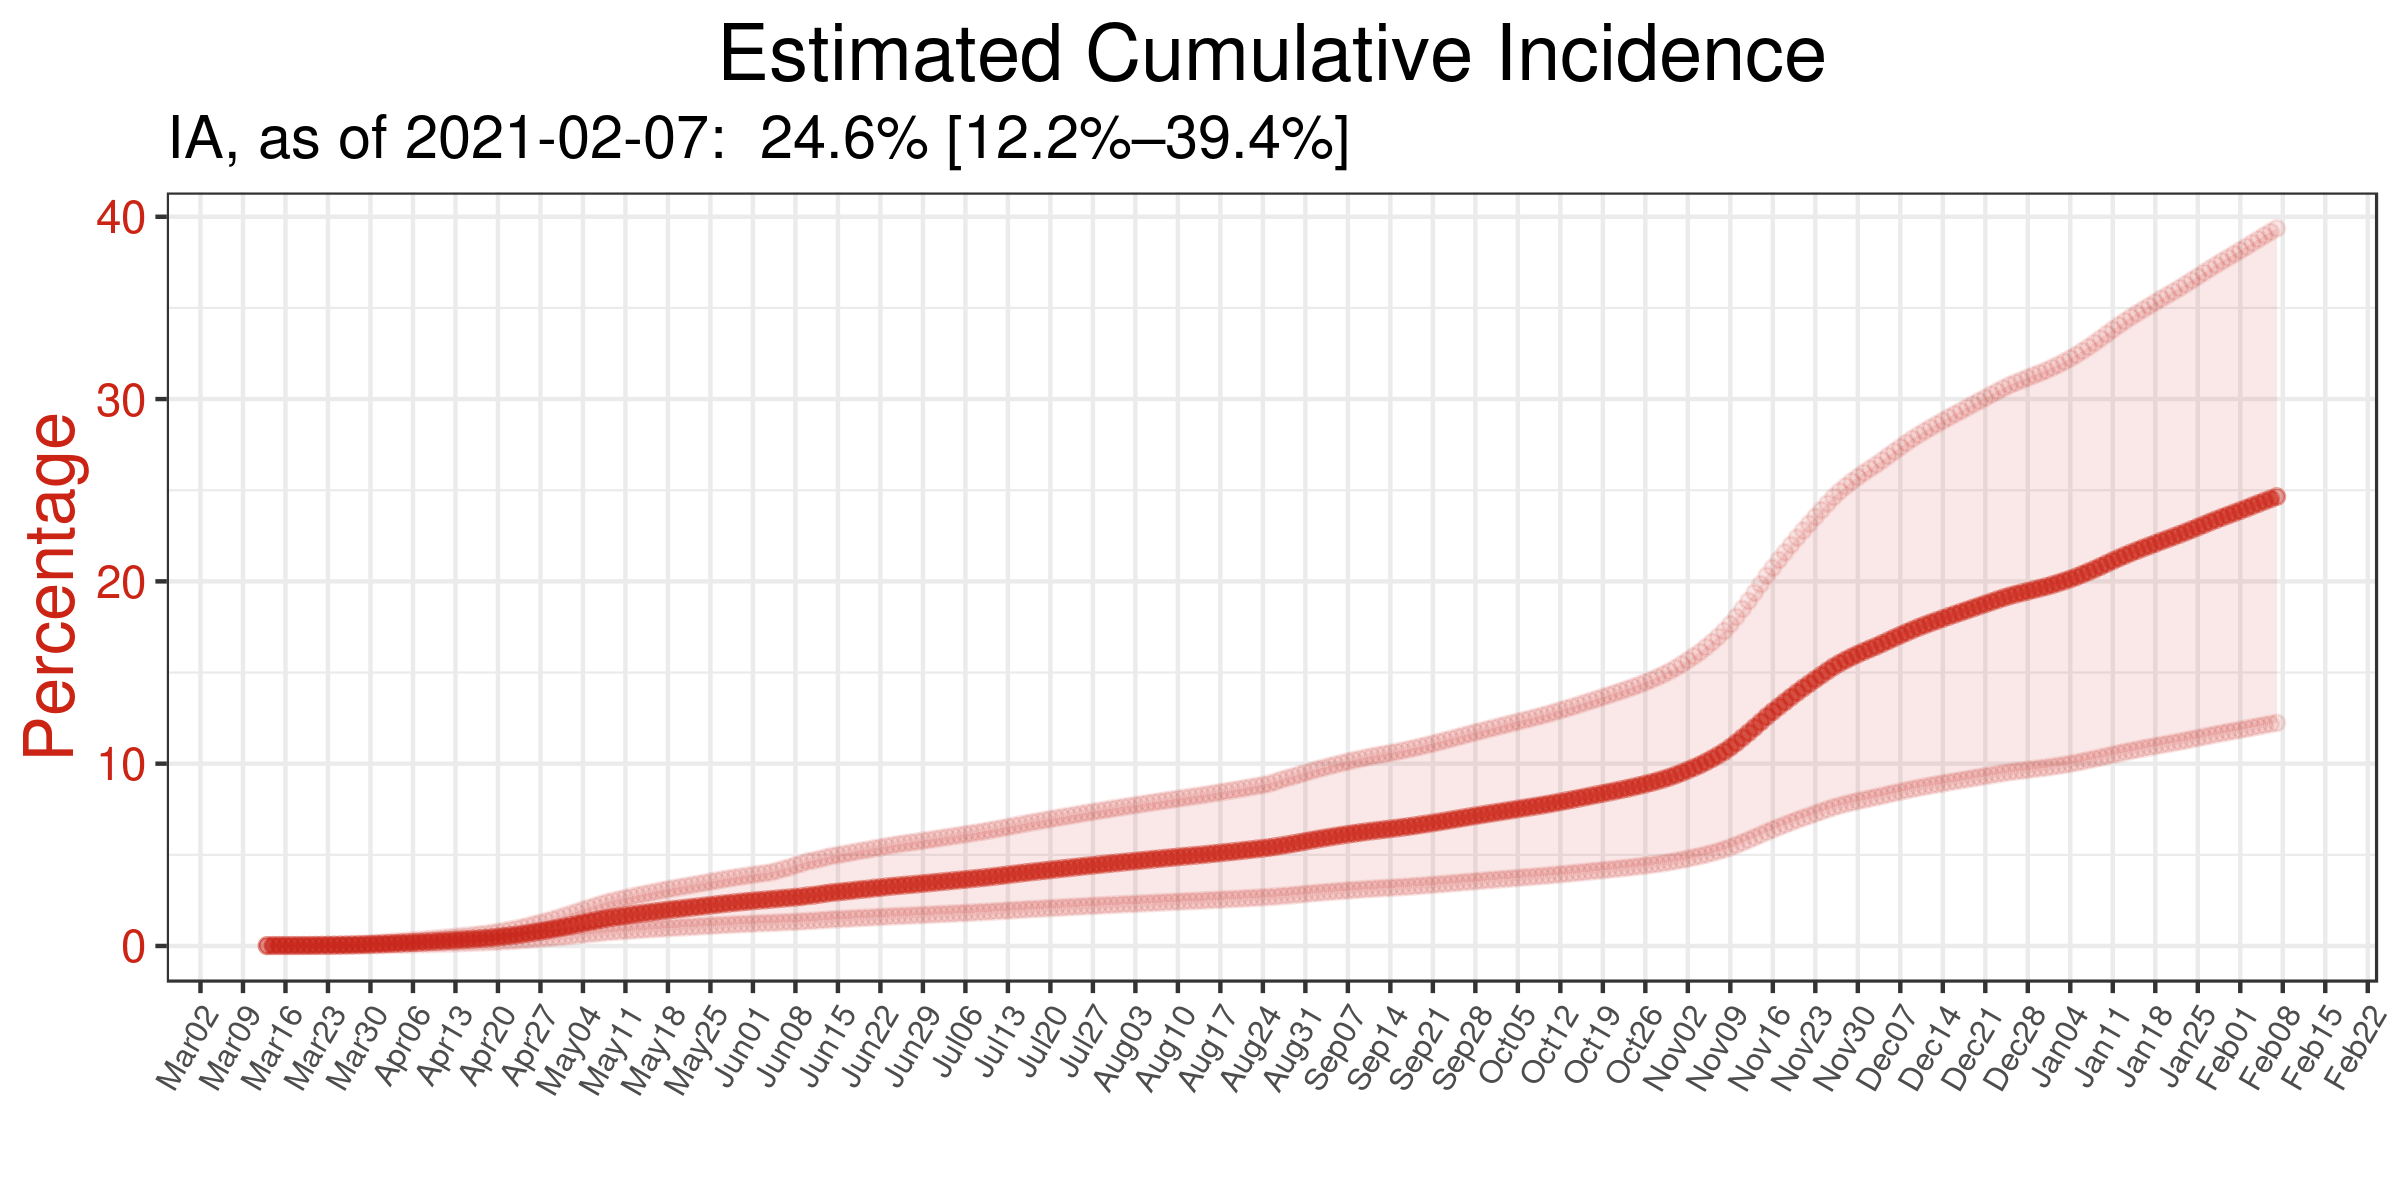 Estimated Cumulative Incidence
IA, as of 2021-02-07:  24.6% [12.2%–39.4%]
Percentage
40
30
20
10
0
Mar02
Mar09
Mar16
Mar23
Mar30
Apr06
Apr13
Apr20
Apr27
May04
May11
May18
May25
Jun01
Jun08
Jun15
Jun22
Jun29
Jul06
Jul13
Jul20
Jul27
Aug03
Aug10
Aug17
Aug24
Aug31
Sep07
Sep14
Sep21
Sep28
Oct05
Oct12
Oct19
Oct26
Nov02
Nov09
Nov16
Nov23
Nov30
Dec07
Dec14
Dec21
Dec28
Jan04
Jan11
Jan18
Jan25
Feb01
Feb08
Feb15
Feb22